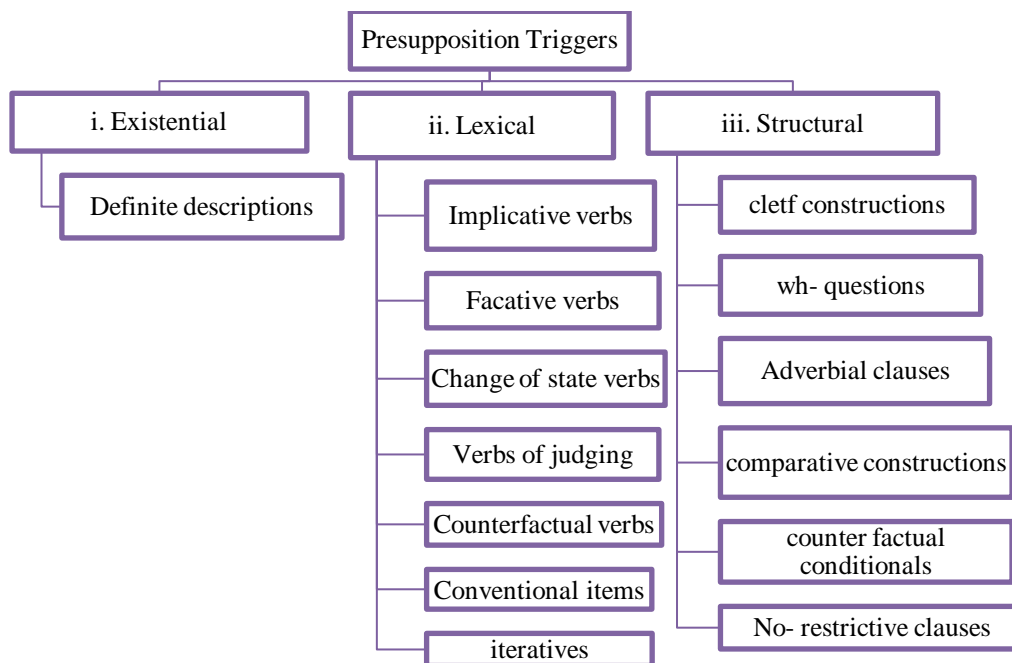 Presupposition Triggers
i. Existential
Definite descriptions
ii. Lexical
Implicative verbs
Facative verbs
Change of state verbs
Verbs of judging
Counterfactual verbs
Conventional items
iteratives
iii. Structural
cletf constructions
wh- questions
Adverbial clauses
comparative constructions
counter factual
conditionals
No- restrictive clauses